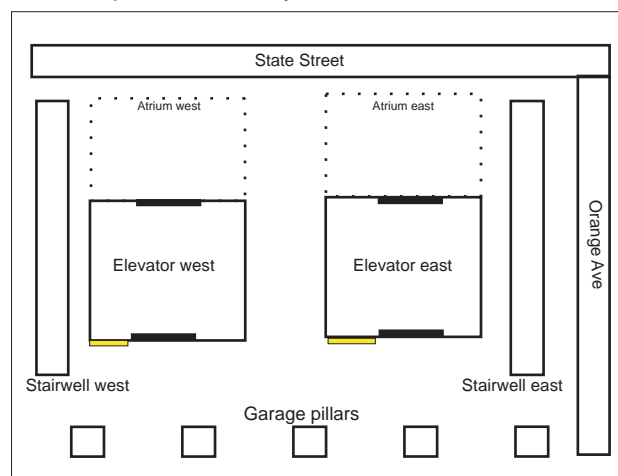 State Street
Atrium west
Atrium east
Orange Ave
Elevator west
Elevator east
Stairwell west
Stairwell east
Garage pillars